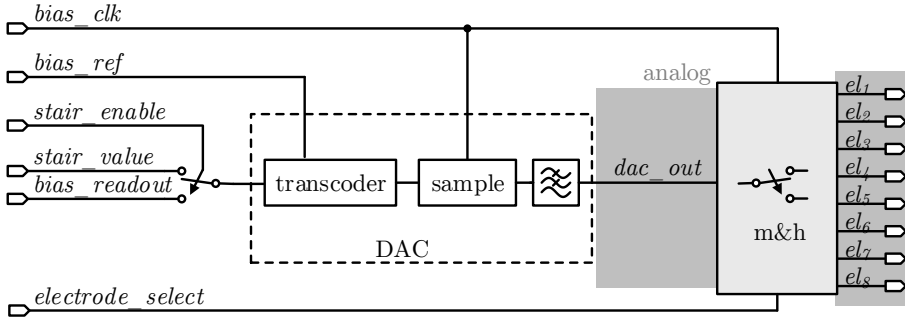 bias_clk
bias_ref
analog
stair_enable
stair_value
bias_readout
transcoder
sample
dac_out
DAC
m&h
electrode_select
el1
el2
el3
el4
el5
el6
el7
el8